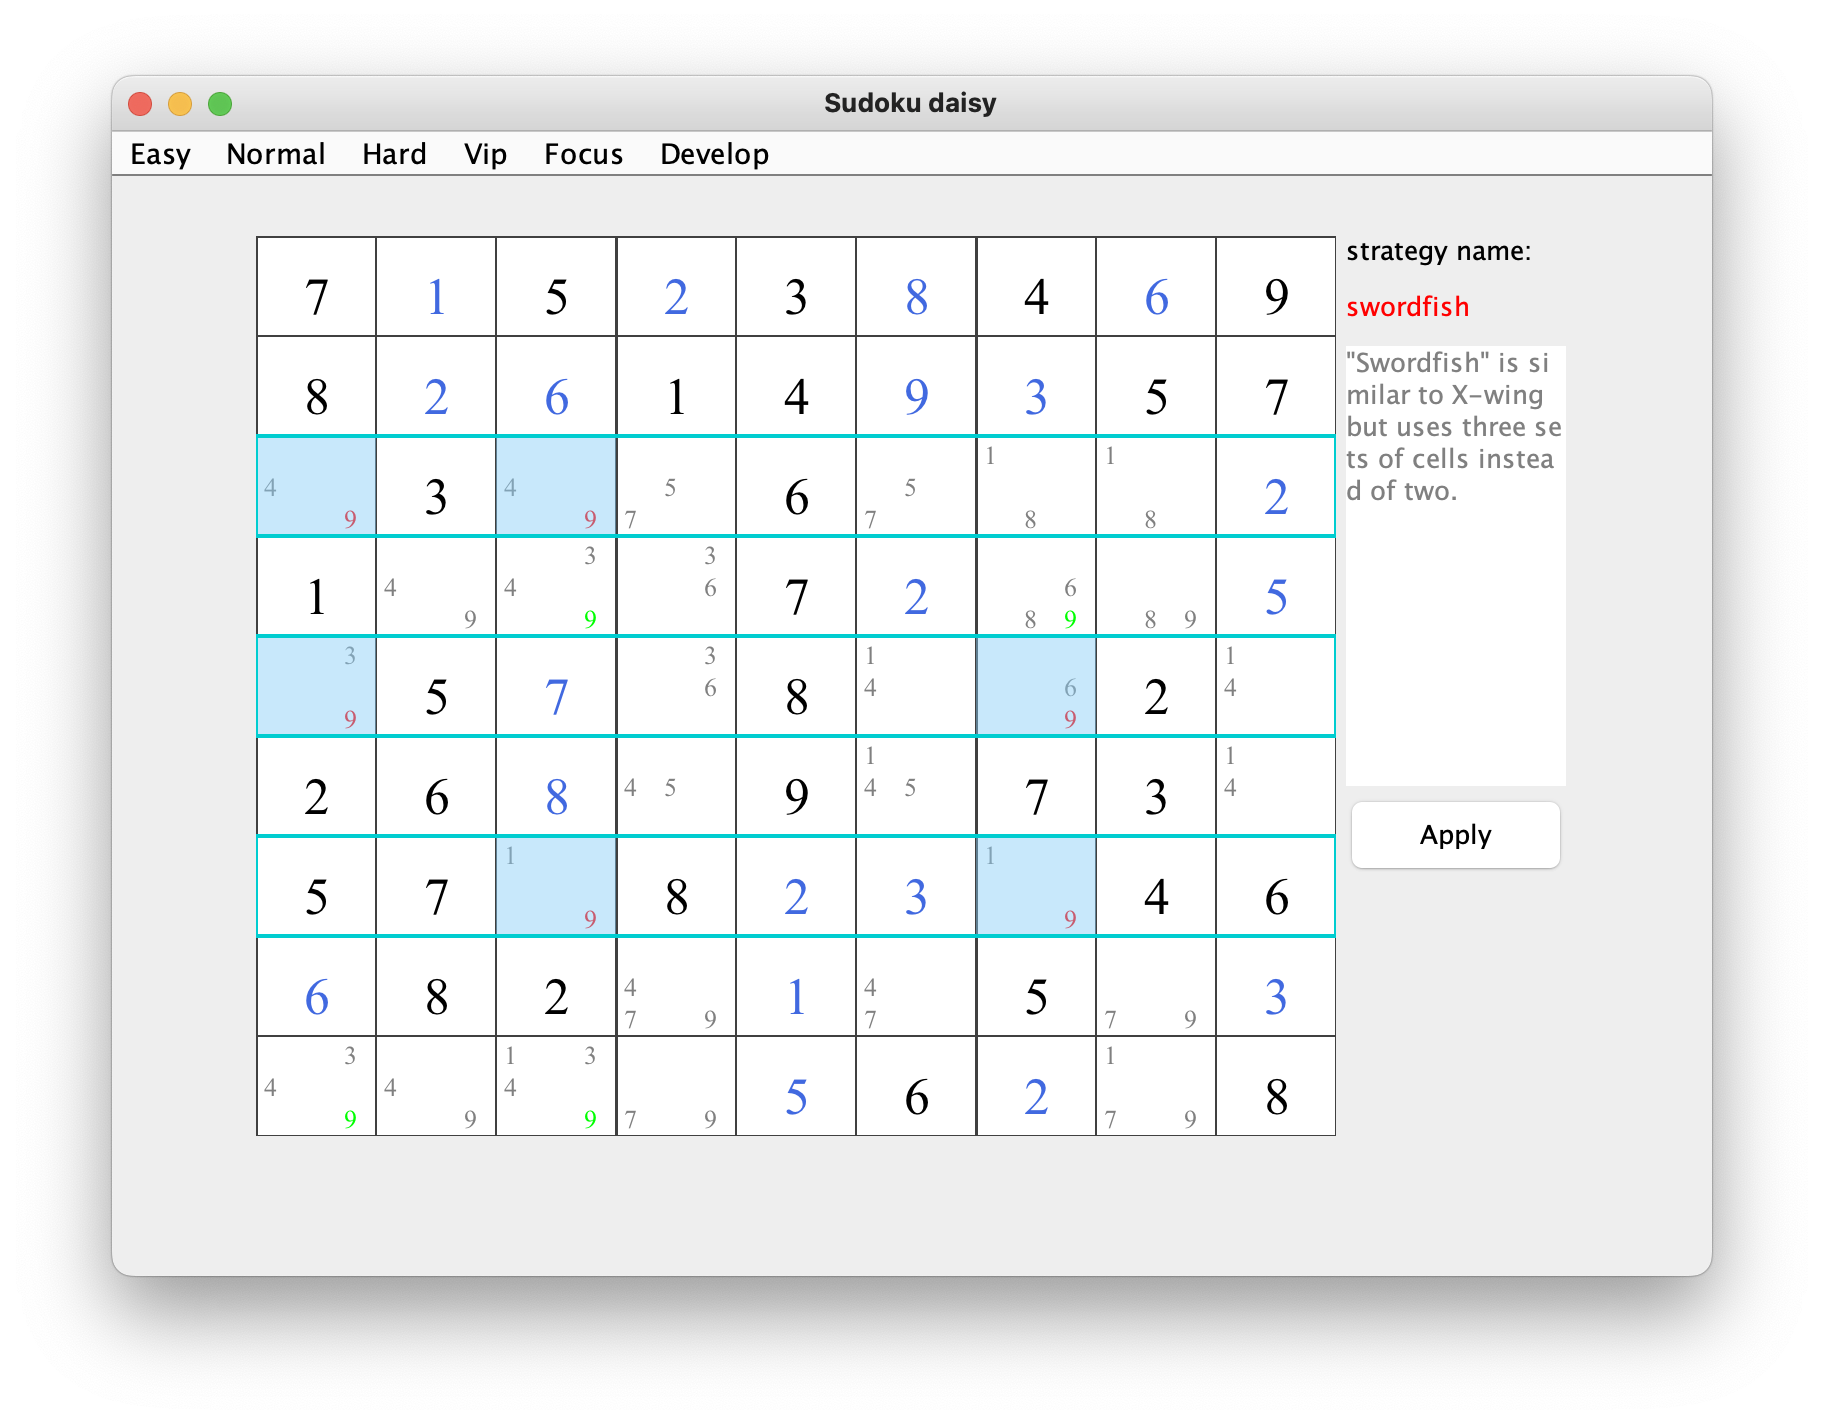 Sudoku daisy
Easy Normal Hard Vip Focus Develop
7 1 5 2 3 8 4 6 9
8 2 6 1 4 9 3 5 7
1 1
4 3 4 5 6 5 2
9 9 7 7 8 8
3 3
1 4 4 6 7 2 6 5
9 9 8 9 8 9
3 3 1 1
5 7 6 8 4 6 2 4
9 9
1 1
2 6 8 4 5 9 4 5 7 3 4
1 1
5 7 8 2 3 4 6
9 9
6 8 2 4 1 4 5 3
7 9 7 7 9
3 1 3 1
4 4 4 5 6 2 8
9 9 9 7 9 7 9
strategy name:
swordfish
"Swordfish" is si
milar to X-wing
but uses three se
ts of cells instea
d of two.
Apply